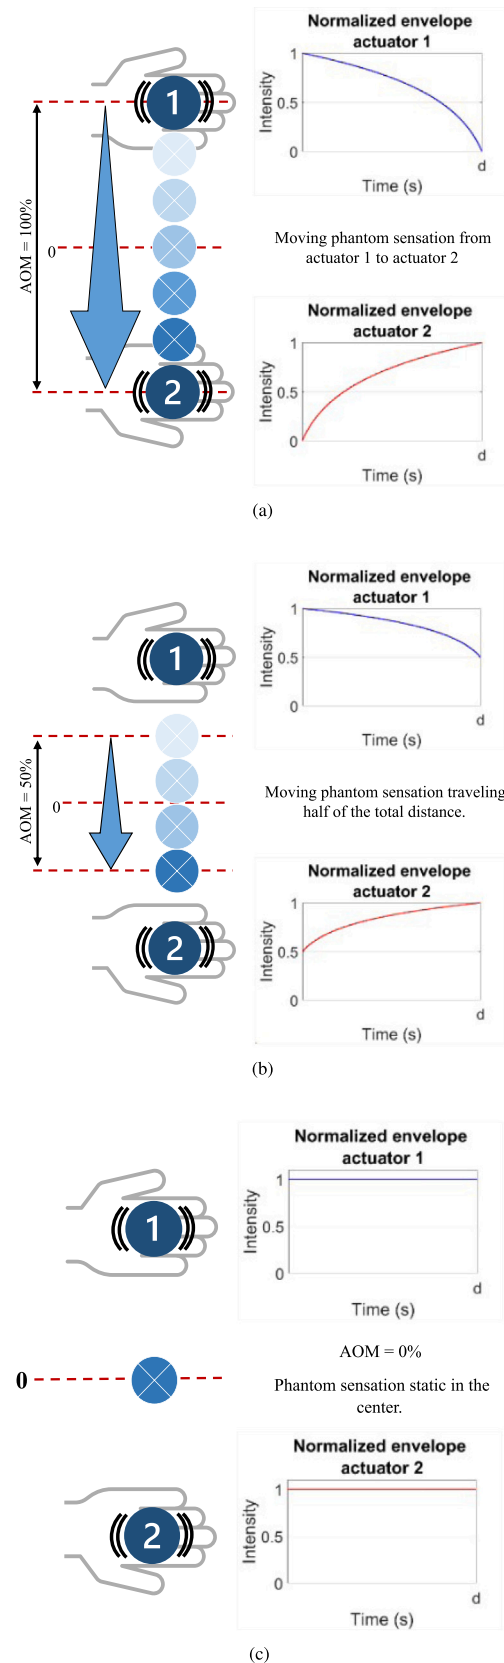 Normalized envelope
actuator 1
1
0.5
0
Intensity
d
Time (s)
1
AOM = 100%
0
Moving phantom sensation from
actuator 1 to actuator 2
2
Normalized envelope
actuator 2
1
0.5
0
Intensity
d
Time (s)
(a)
Normalized envelope
actuator 1
1
0.5
0
Intensity
d
Time (s)
1
AOM = 50%
0
Moving phantom sensation traveling
half of the total distance.
2
Normalized envelope
actuator 2
1
0.5
0
Intensity
d
Time (s)
(b)
Normalized envelope
actuator 1
1
0.5
0
Intensity
d
Time (s)
1
AOM = 0%
0
Phantom sensation static in the
center.
2
Normalized envelope
actuator 2
1
0.5
0
Intensity
d
Time (s)
(c)